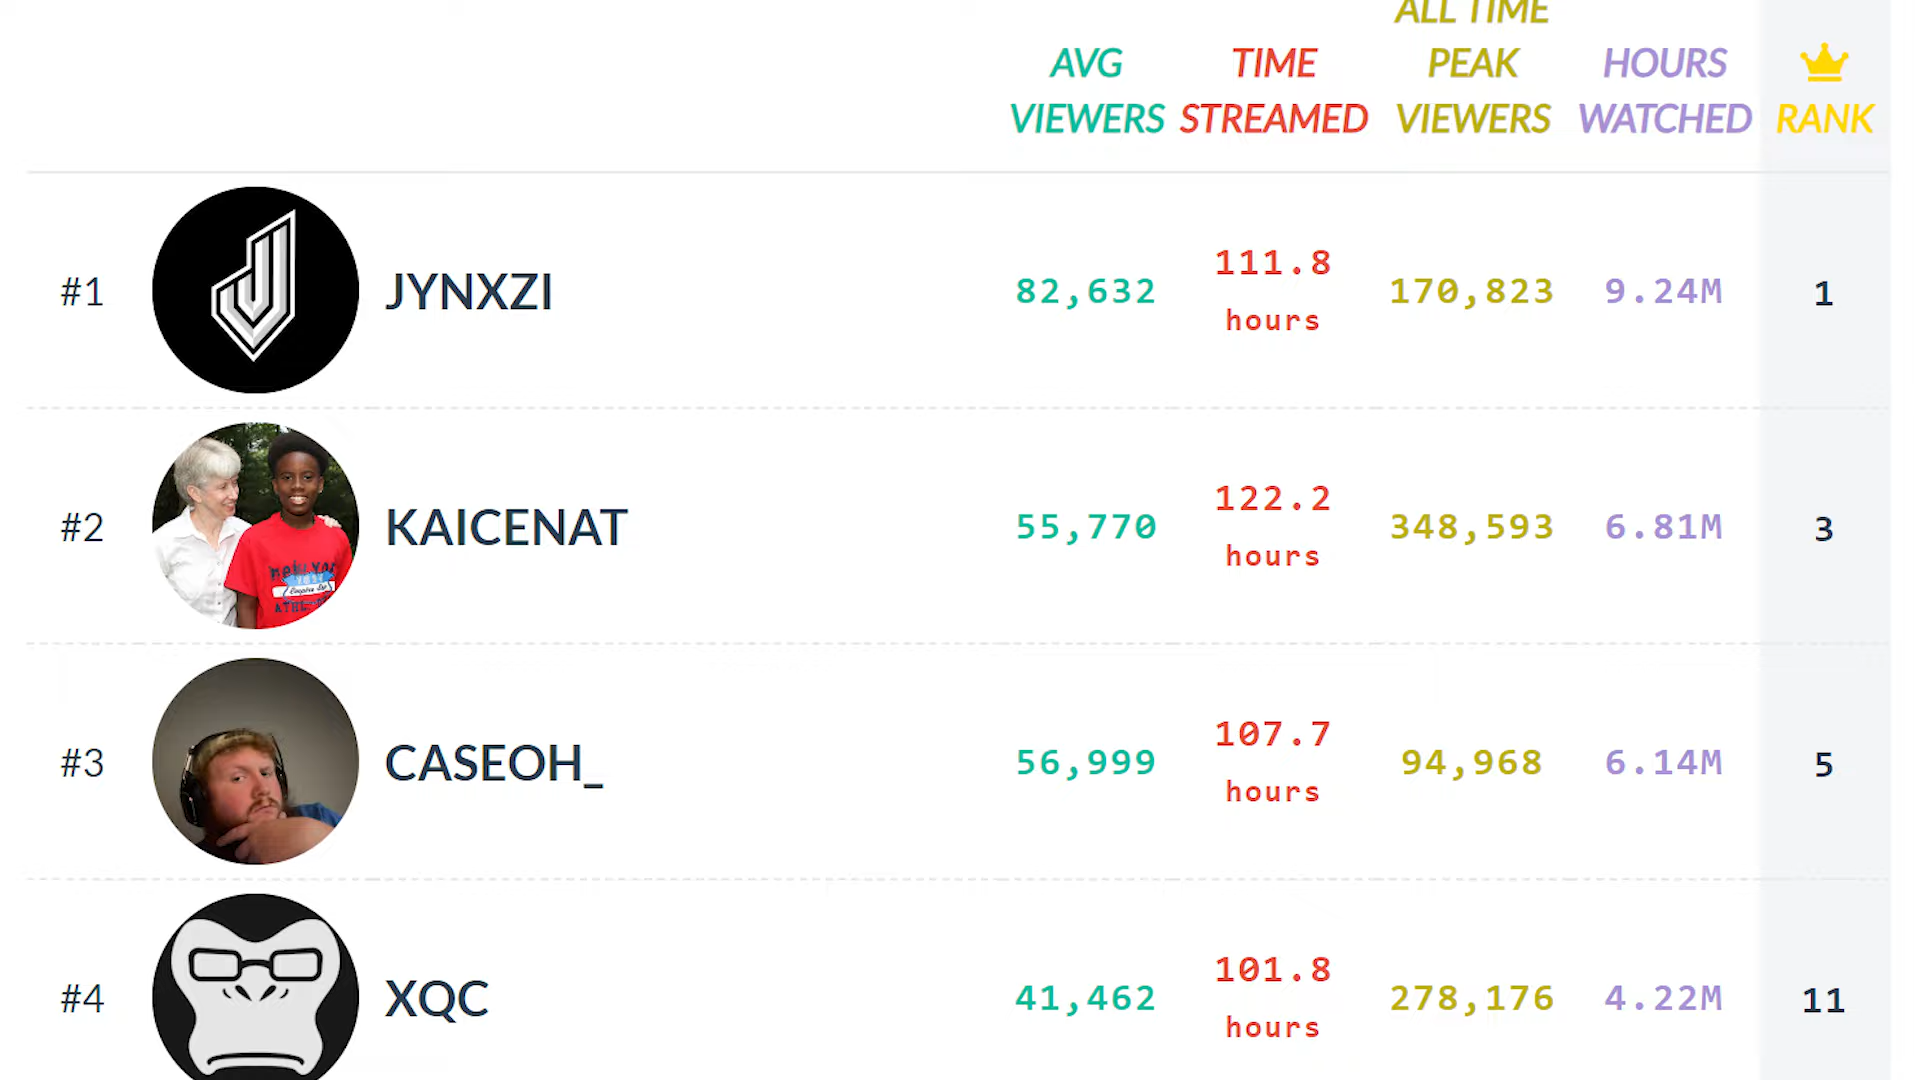 ALL TIME
AVG TIME PEAK HOURS
VIEWERS STREAMED VIEWERS WATCHED RANK
#1 JYNXZI 82,632 111.8 hours 170,823 9.24M 1
#2 KAICENAT 55,770 122.2 hours 348,593 6.81M 3
#3 CASEOH_ 56,999 107.7 hours 94,968 6.14M 5
#4 XQC 41,462 101.8 hours 278,176 4.22M 11